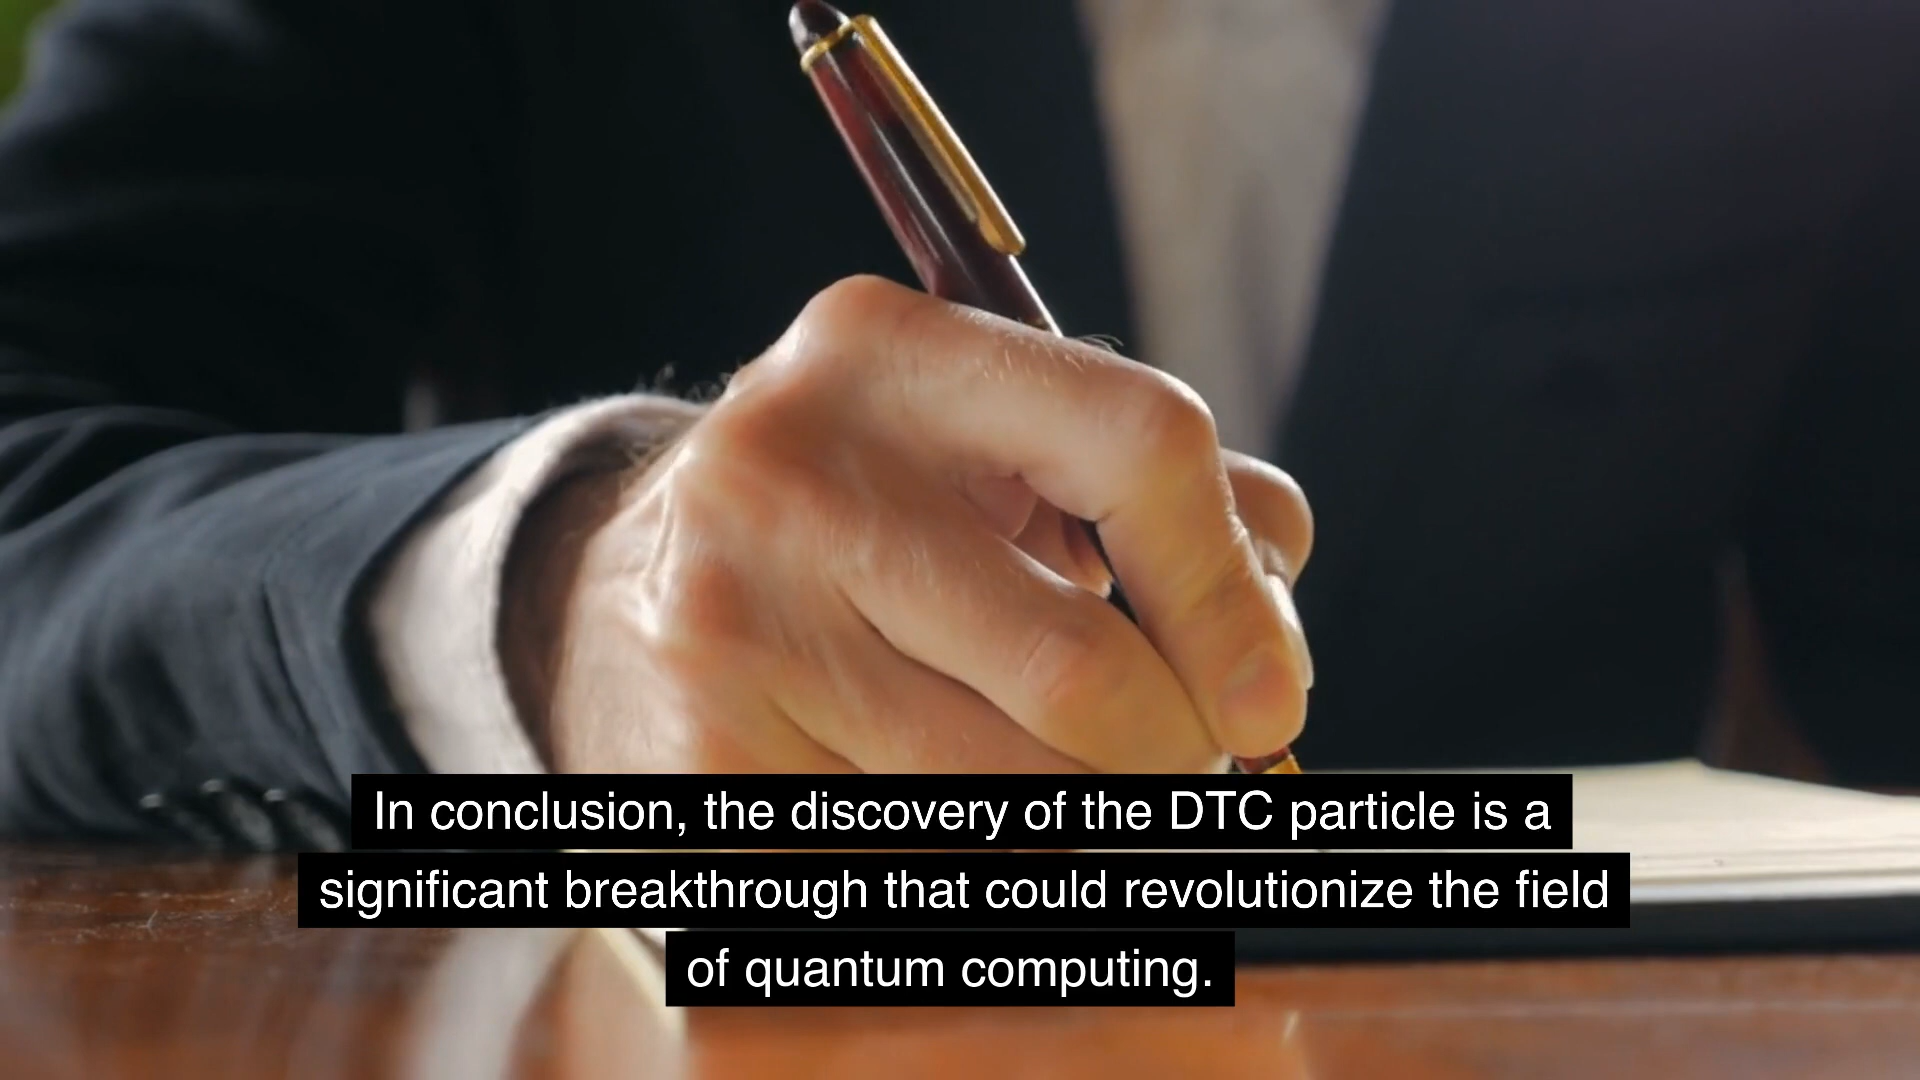 In conclusion, the discovery of the DTC particle is a
significant breakthrough that could revolutionize the field
of quantum computing.